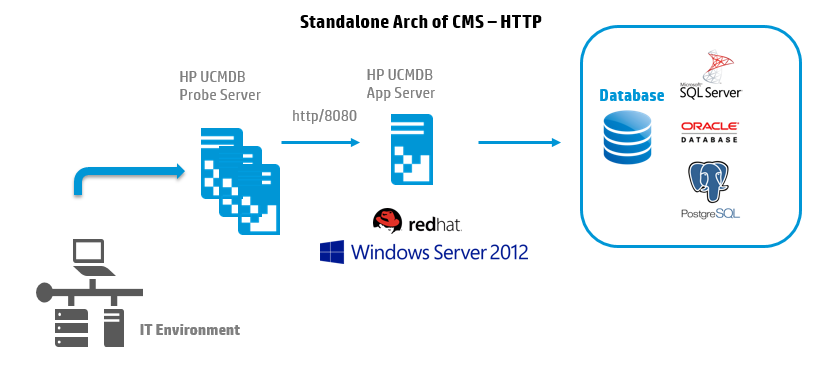 Standalone Arch of CMS – HTTP
HP UCMDB
Probe Server
http/8080
HP UCMDB
App Server
Database
Microsoft
SQL Server
ORACLE
DATABASE
PostgreSQL
redhat.
Windows Server 2012
IT Environment